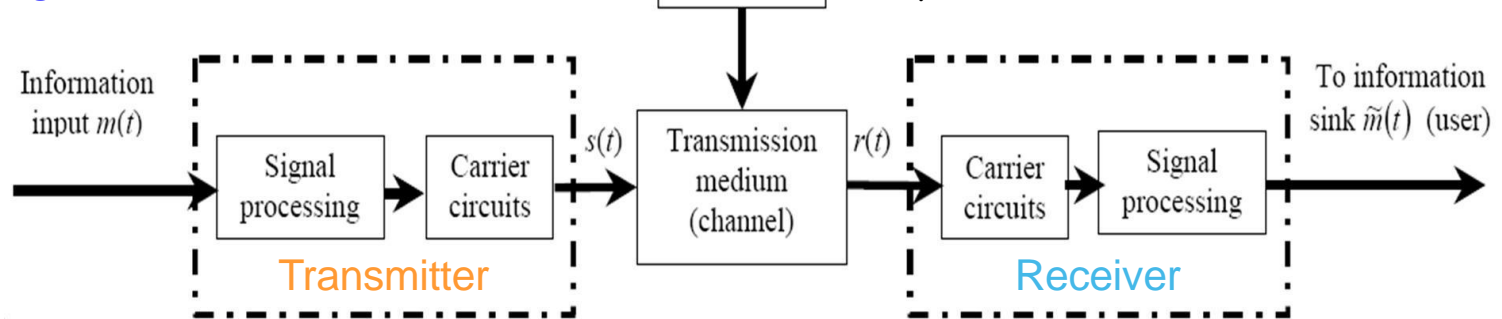 Information
input m(t)
Signal
processing
Carrier
circuits
Transmitter
s(t)
Transmission
medium
(channel)
r(t)
Carrier
circuits
Signal
processing
Receiver
To information
sink m̃(t) (user)